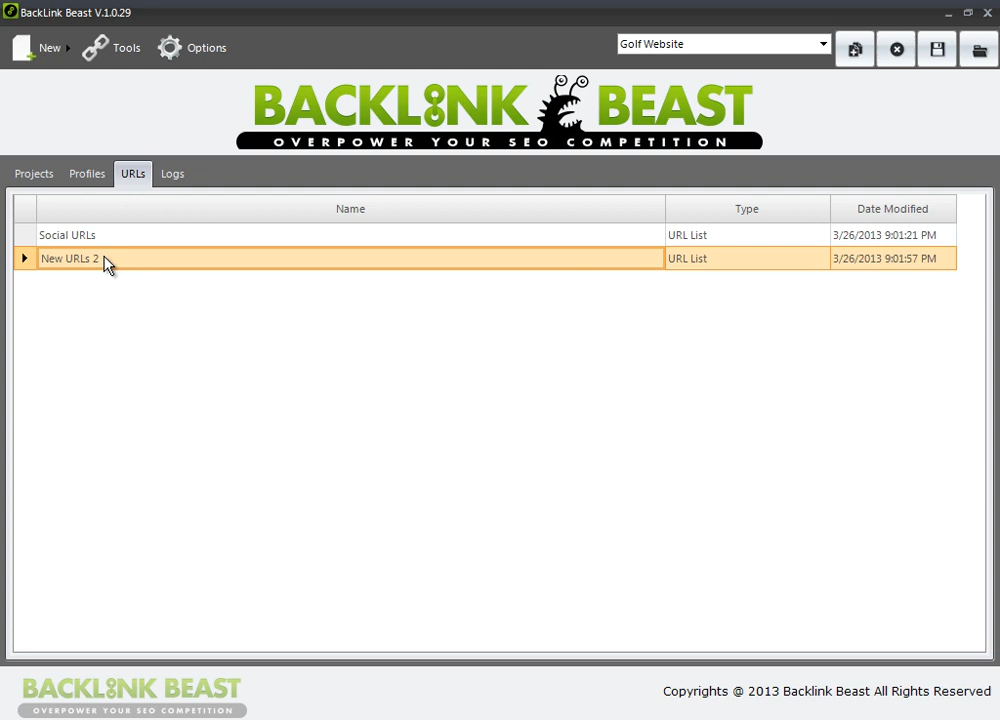 BackLink Beast V.1.0.29
New Tools Options Golf Website
BACKLINK BEAST
OVERPOWER YOUR SEO COMPETITION
Projects Profiles URLs Logs
Name Type Date Modified
Social URLs URL List 3/26/2013 9:01:21 PM
New URLs 2 URL List 3/26/2013 9:01:57 PM
BACKLINK BEAST
OVERPOWER YOUR SEO COMPETITION
Copyrights @ 2013 Backlink Beast All Rights Reserved